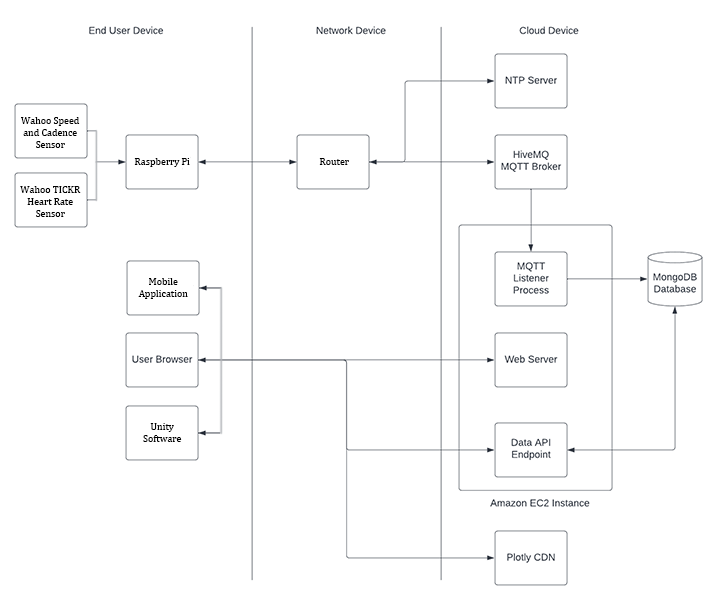 End User Device
Network Device
Cloud Device
NTP Server
Wahoo Speed
and Cadence
Sensor
Raspberry Pi
Router
HiveMQ
MQTT Broker
Wahoo TICKR
Heart Rate
Sensor
MQTT
Listener
Process
MongoDB
Database
Mobile
Application
User Browser
Web Server
Unity
Software
Data API
Endpoint
Amazon EC2 Instance
Plotly CDN